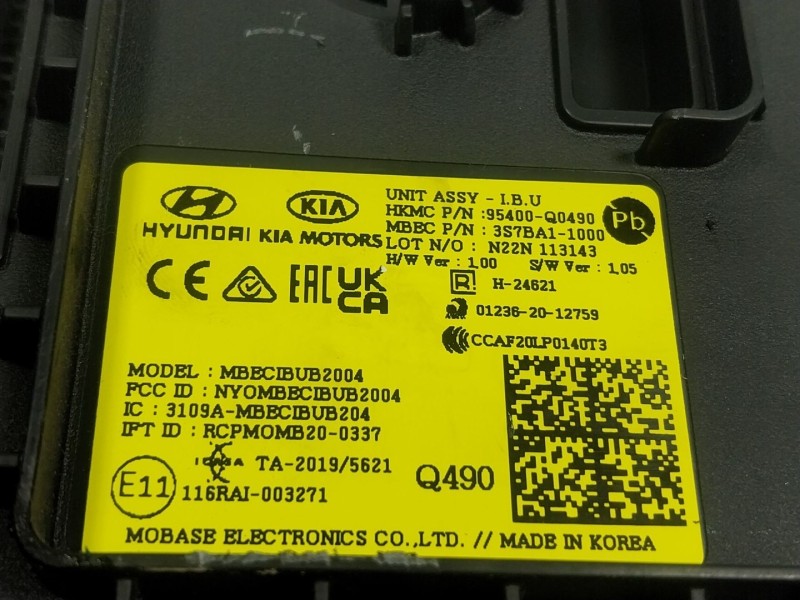 HYUNDAI KIA MOTORS
KIA
UNIT ASSY - I.B.U
HKMC P/N : 95400-Q0490
MBEC P/N : 3S7BA1-1000
LOT N/O : N22N 113143
H/W Ver : 1.00 S/W Ver : 1.05
Pb
CE EAC UK CA
R H-24621
01236-20-12759
CCAF20LP0140T3
MODEL : MBECIBUB2004
FCC ID : NYOMBECIBUB2004
IC : 3109A-MBECIBUB204
IFT ID : RCPMOMB20-0337
ICASA TA-2019/5621
E11 116RAI-003271
Q490
MOBASE ELECTRONICS CO.,LTD. // MADE IN KOREA